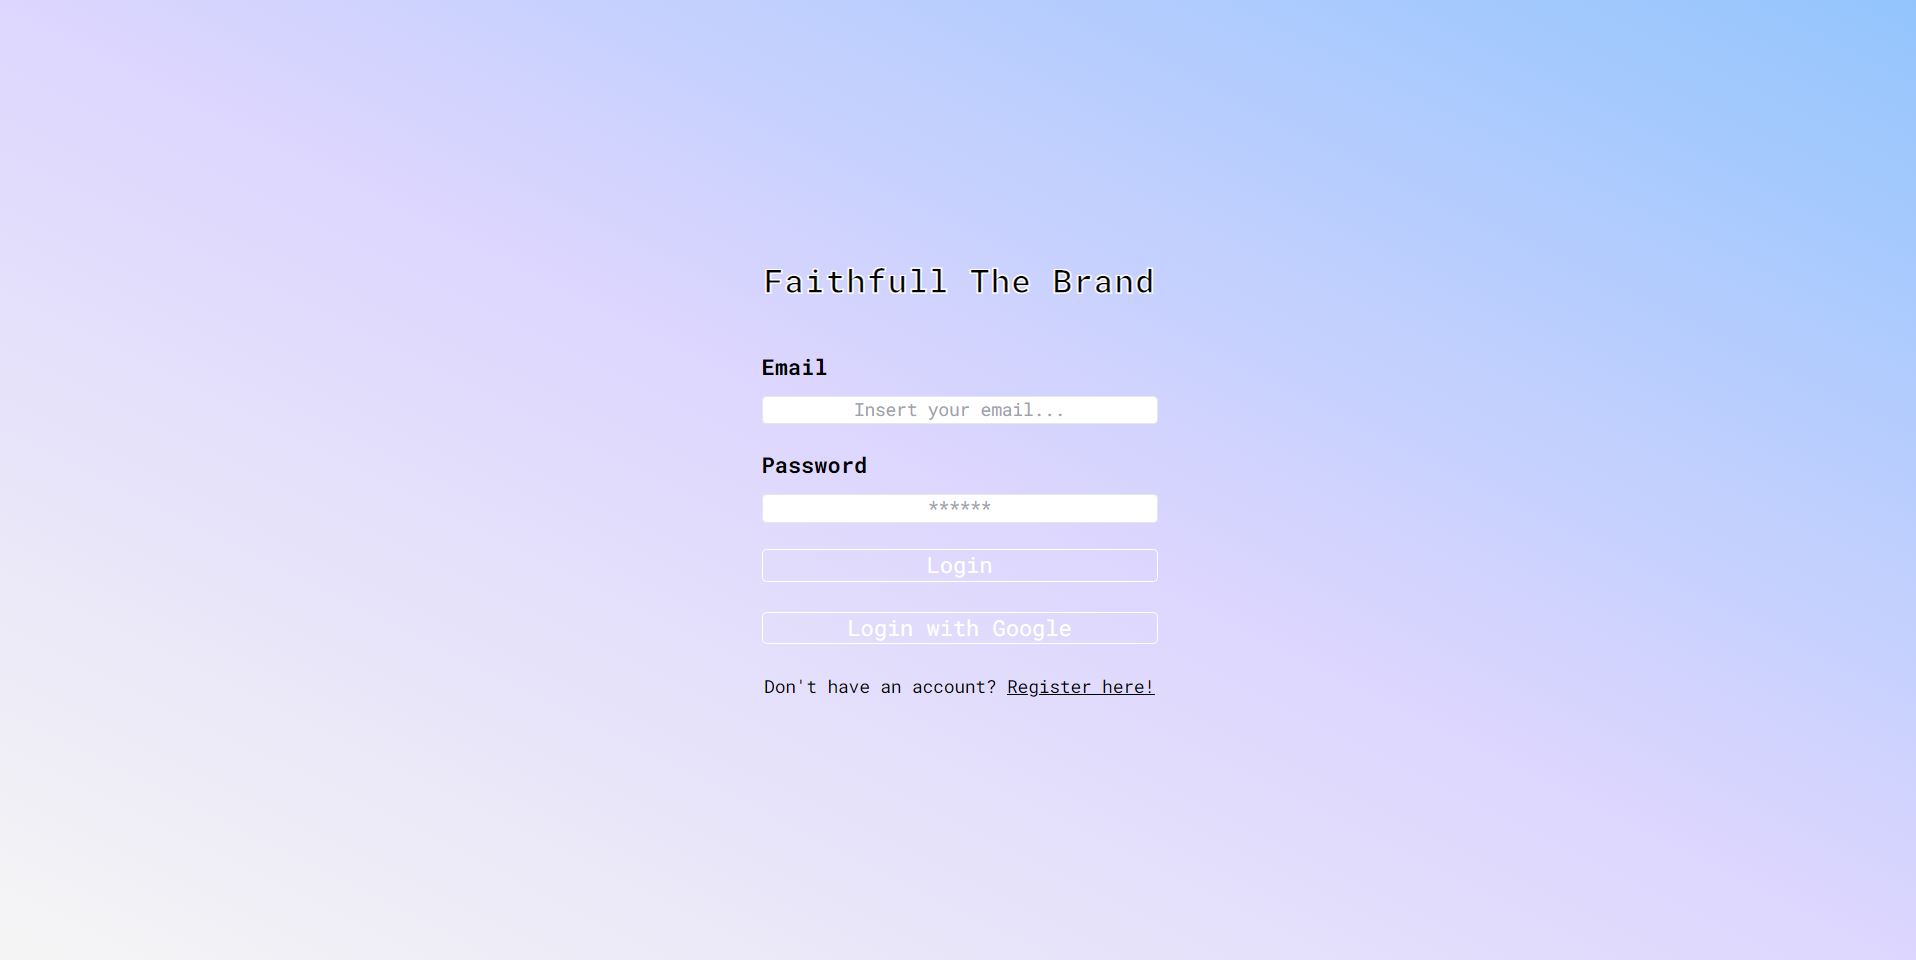 Faithfull The Brand
Email
Insert your email...
Password
******
Login
Login with Google
Don't have an account? Register here!